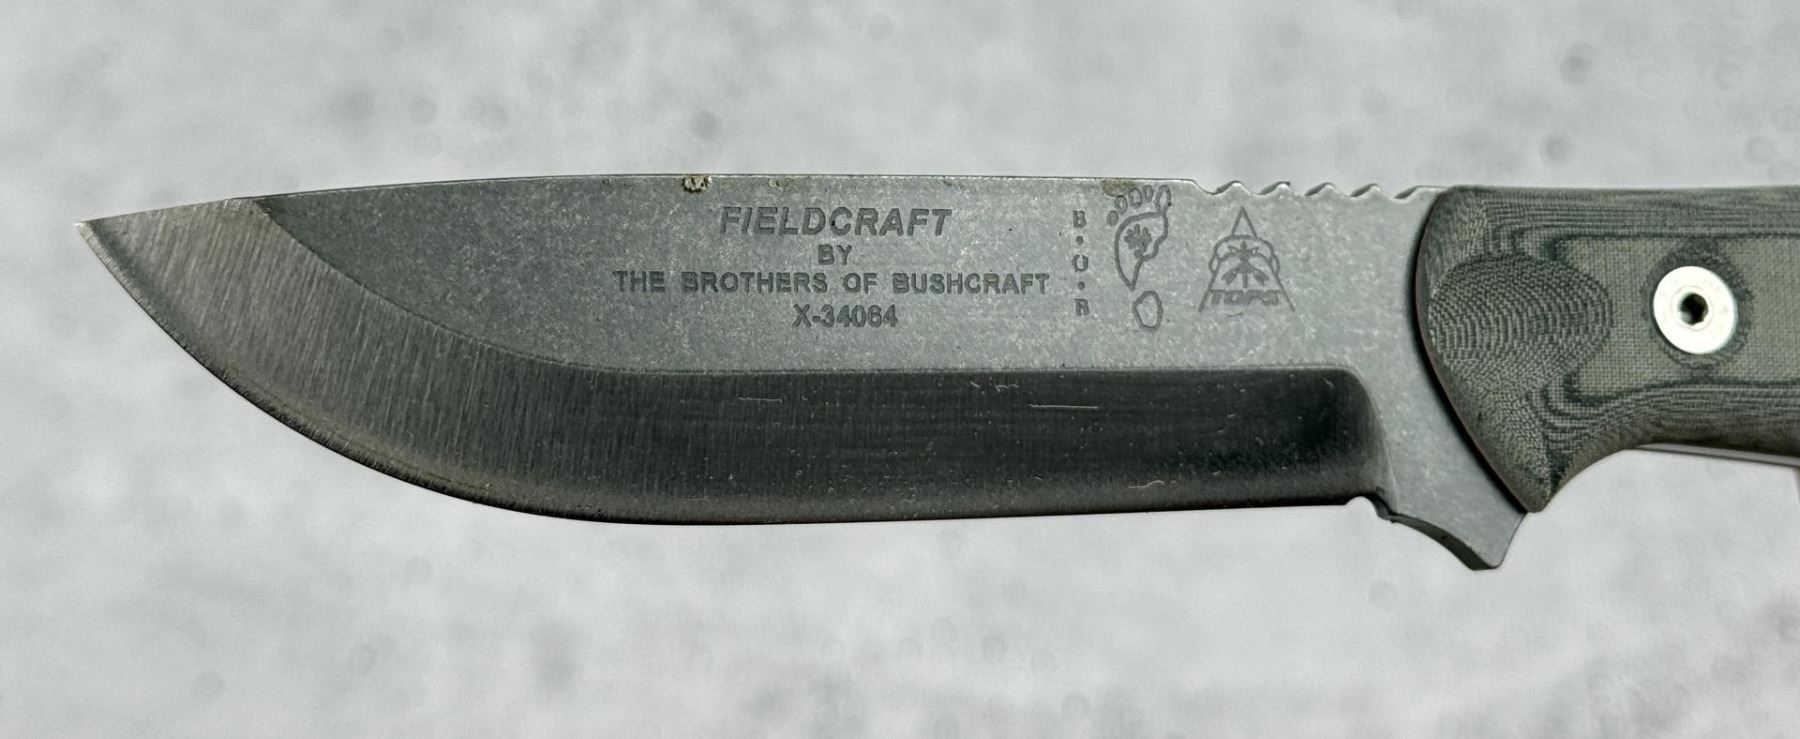 FIELDCRAFT
BY
THE BROTHERS OF BUSHCRAFT
X-34064
B.O.B
TOPS